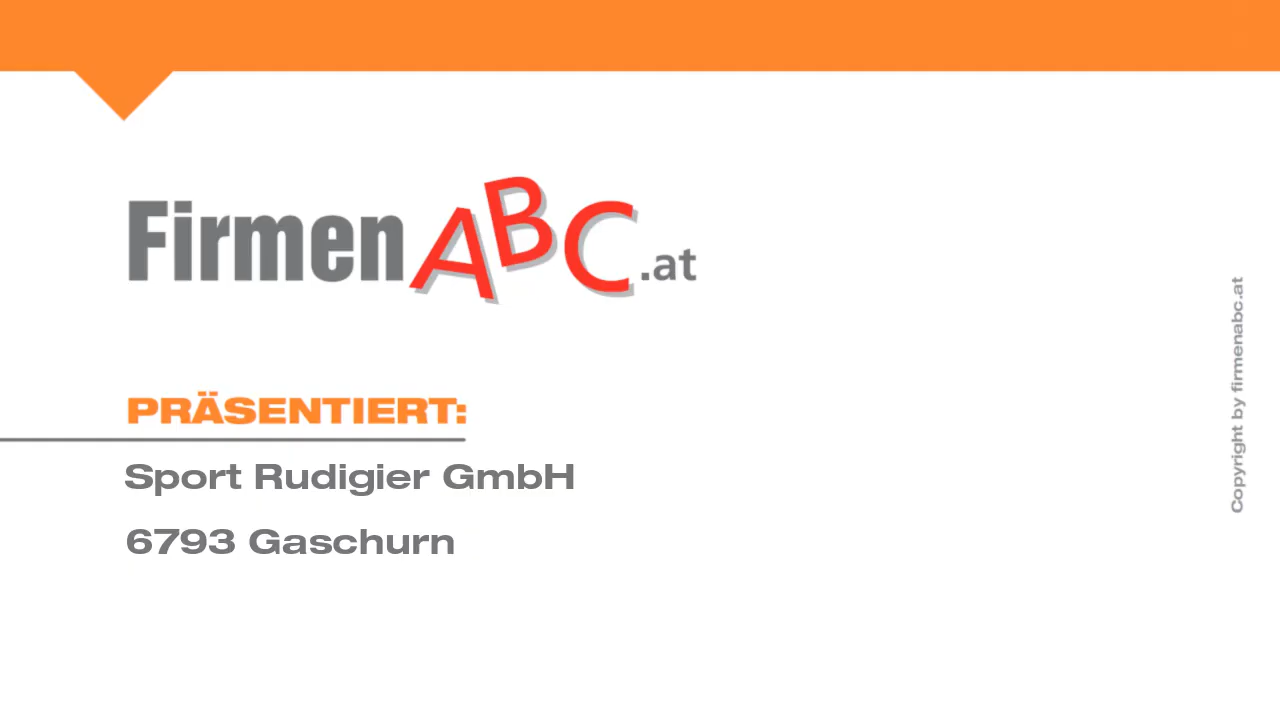 FirmenABC.at
PRÄSENTIERT:
Sport Rudigier GmbH
6793 Gaschurn
Copyright by firmenabc.at